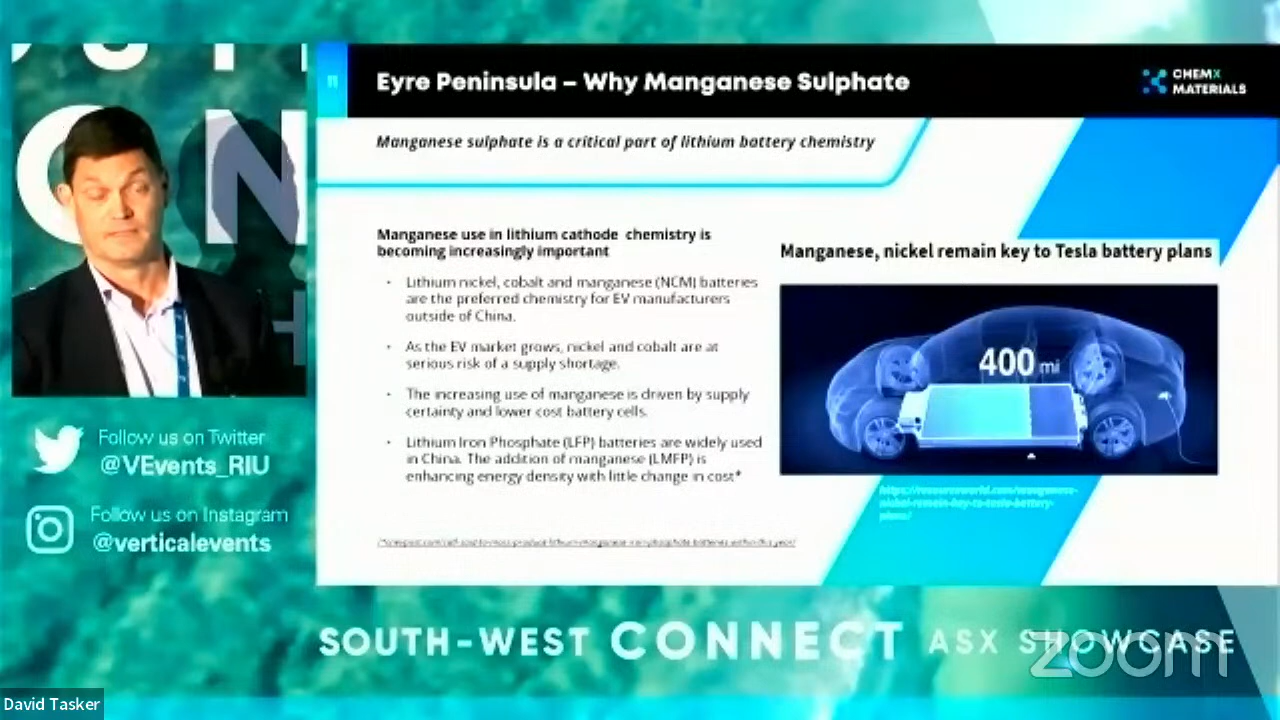 11
Eyre Peninsula – Why Manganese Sulphate
CHEMX
MATERIALS
Manganese sulphate is a critical part of lithium battery chemistry
Manganese use in lithium cathode chemistry is
becoming increasingly important
Lithium nickel, cobalt and manganese (NCM) batteries
are the preferred chemistry for EV manufacturers
outside of China.
As the EV market grows, nickel and cobalt are at
serious risk of a supply shortage.
The increasing use of manganese is driven by supply
certainty and lower cost battery cells.
Lithium Iron Phosphate (LFP) batteries are widely used
in China. The addition of manganese (LMFP) is
enhancing energy density with little change in cost*
Manganese, nickel remain key to Tesla battery plans
400 mi
Follow us on Twitter
@VEvents_RIU
Follow us on Instagram
@verticalevents
SOUTH-WEST CONNECT ASX SHOWCASE
zoom
David Tasker